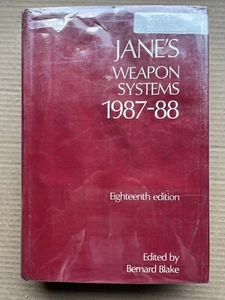 JANE'S
WEAPON
SYSTEMS
1987-88
Eighteenth edition
Edited by
Bernard Blake